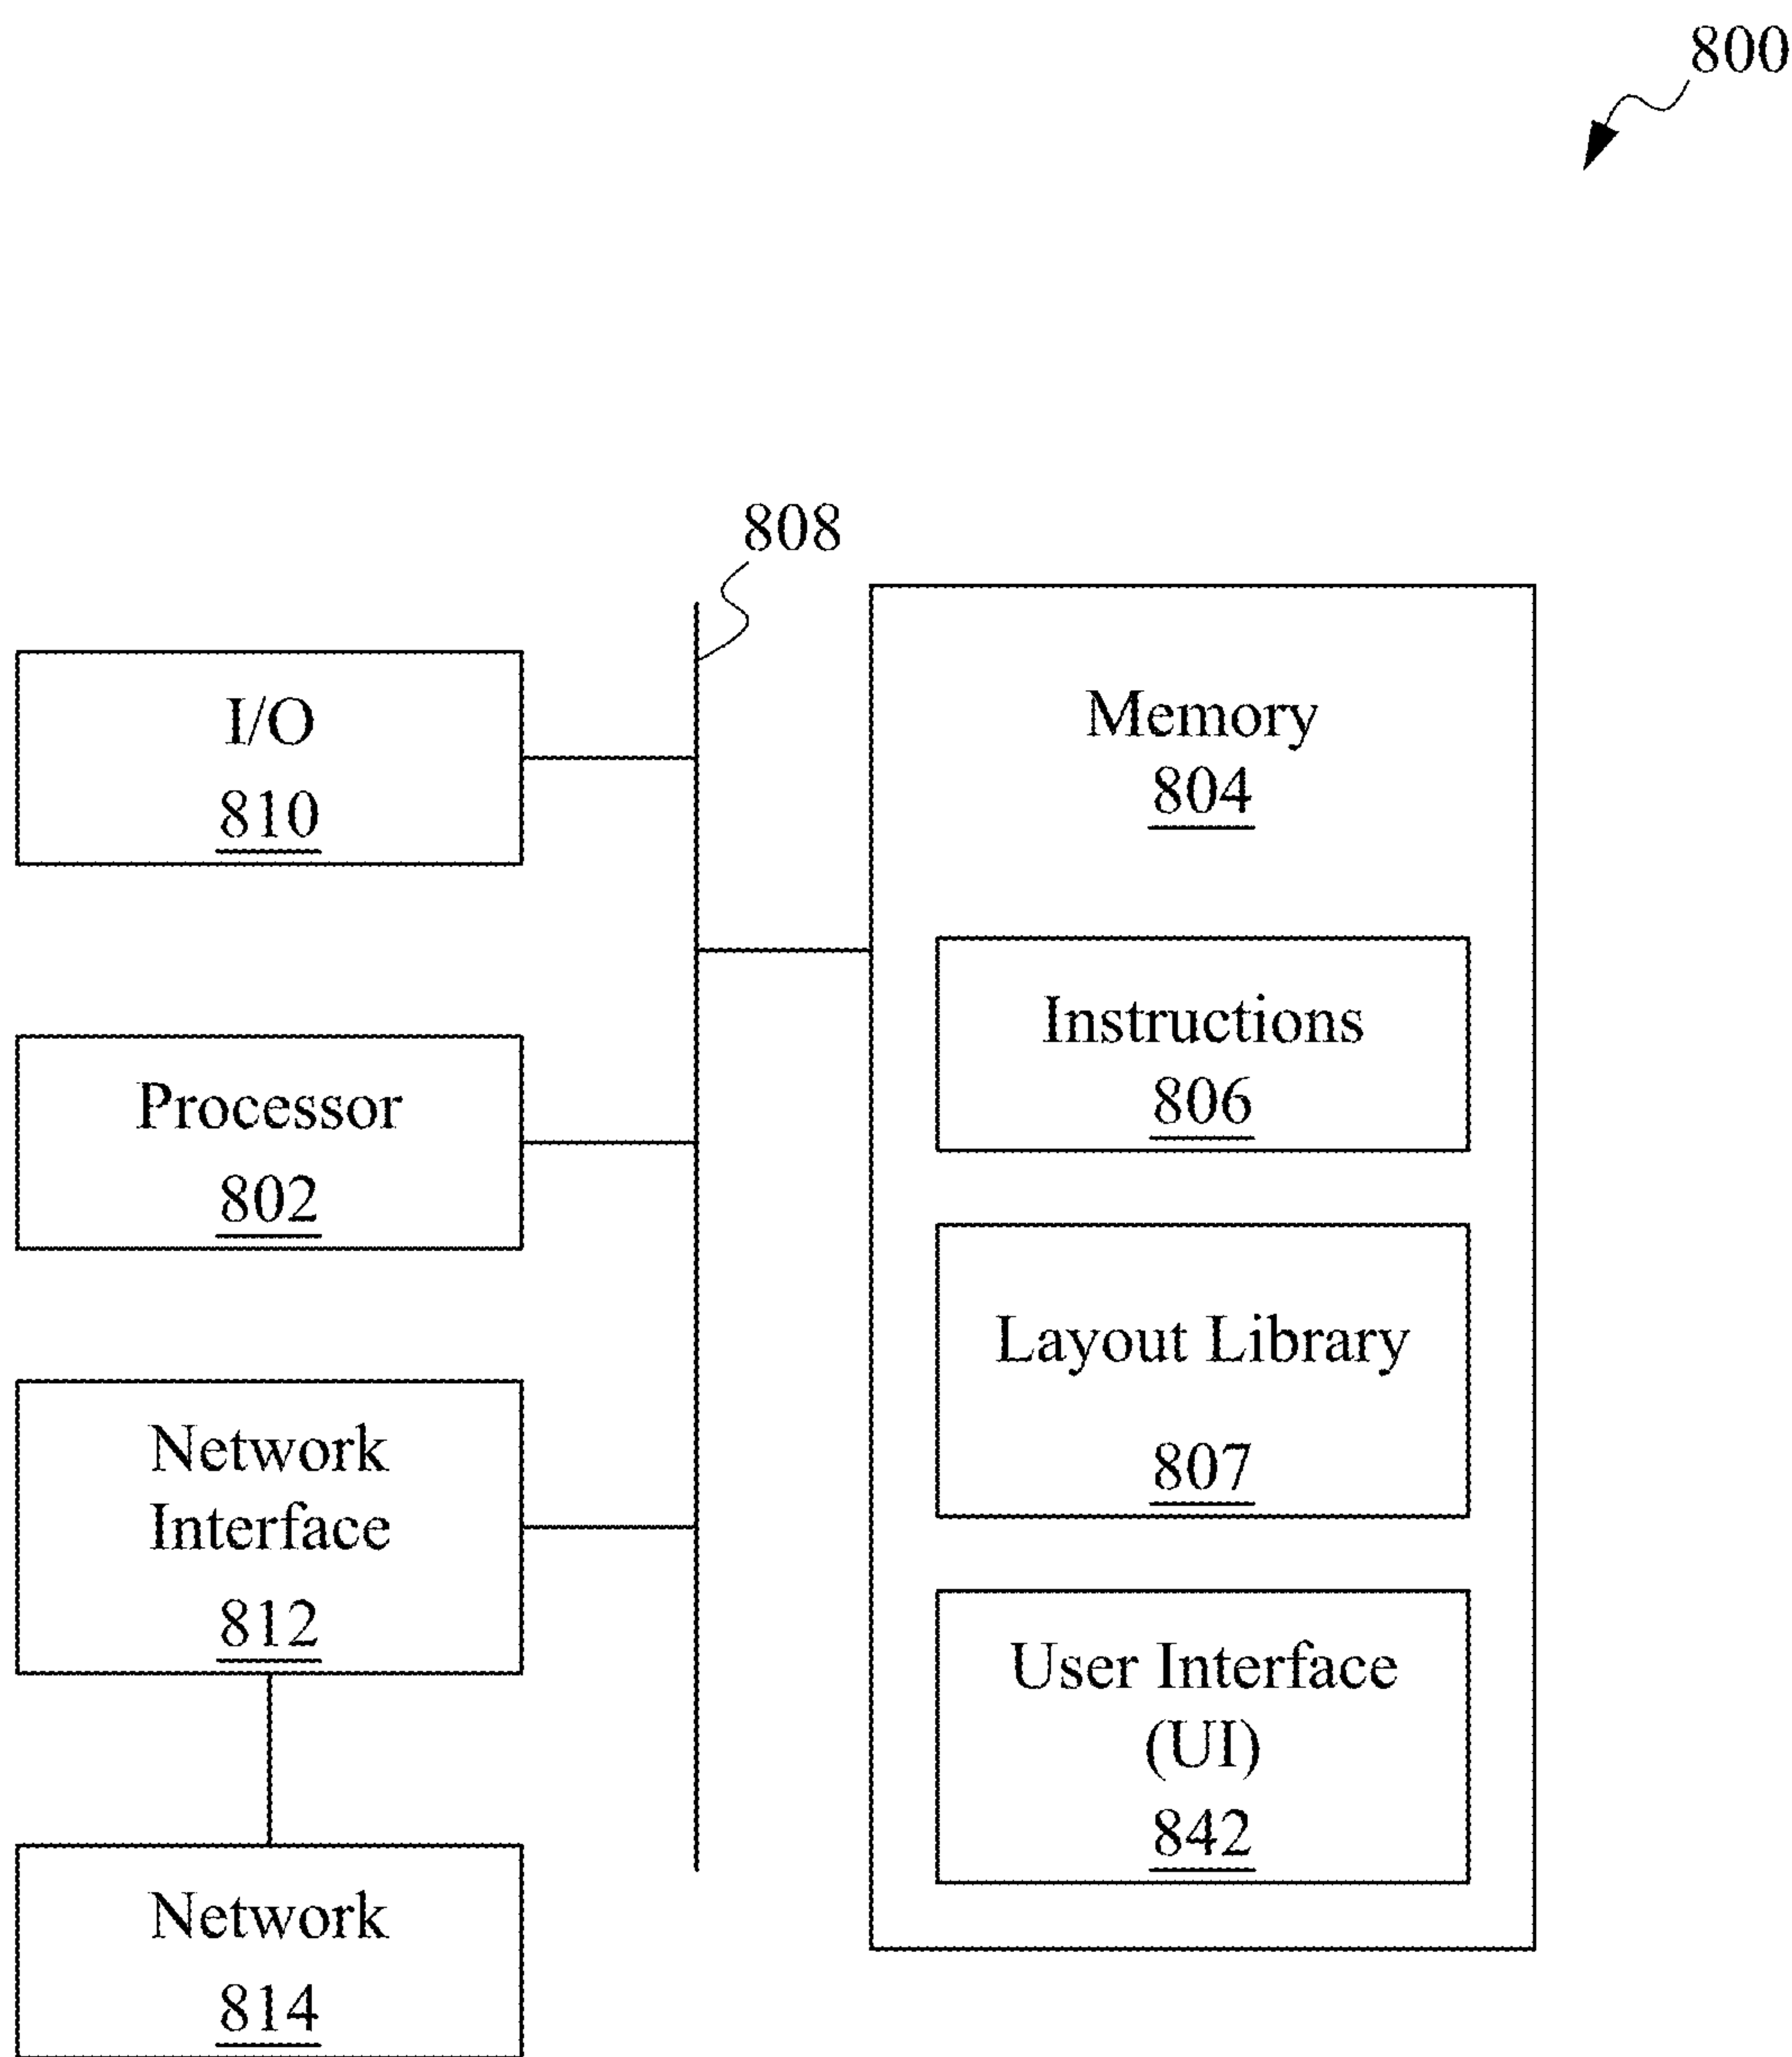 800
808
I/O
810
Processor
802
Network
Interface
812
Network
814
Memory
804
Instructions
806
Layout Library
807
User Interface
(UI)
842